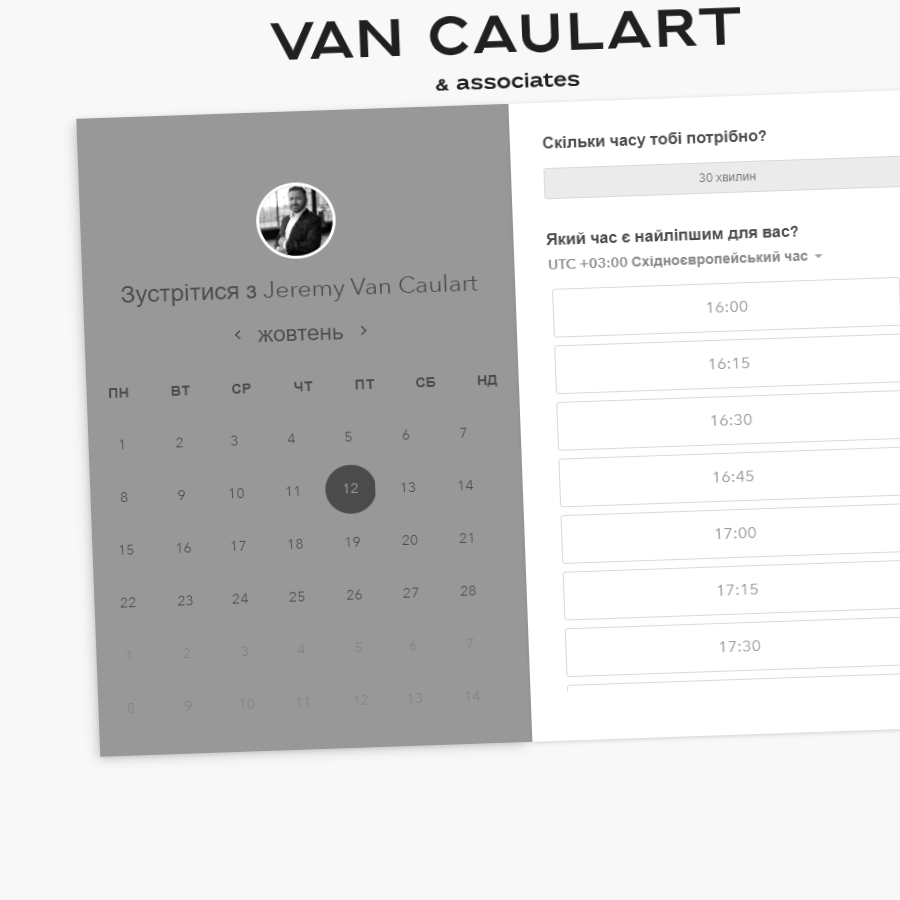 VAN CAULART
& associates
Зустрітися з Jeremy Van Caulart
‹ жовтень ›
ПН ВТ СР ЧТ ПТ СБ НД
1 2 3 4 5 6 7
8 9 10 11 12 13 14
15 16 17 18 19 20 21
22 23 24 25 26 27 28
1 2 3 4 5 6 7
8 9 10 11 12 13 14
Скільки часу тобі потрібно?
30 хвилин
Який час є найліпшим для вас?
UTC +03:00 Східноєвропейський час
16:00
16:15
16:30
16:45
17:00
17:15
17:30